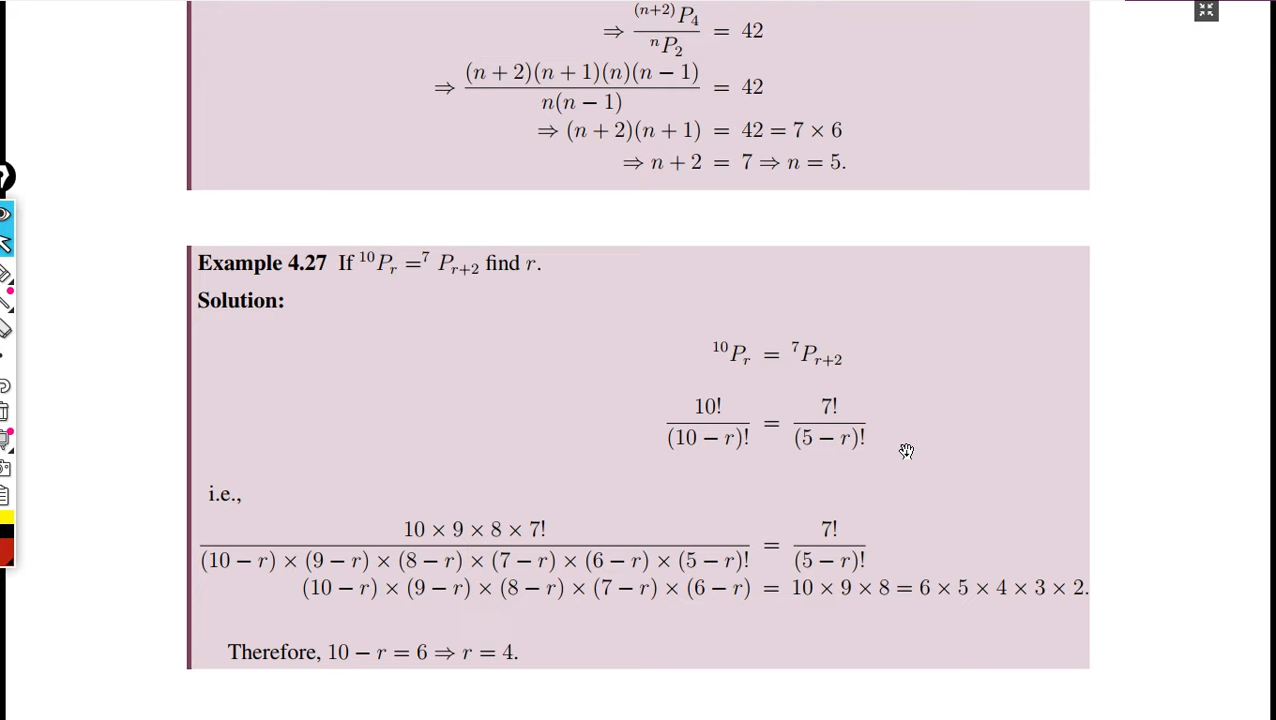 ⇒ ⁽ⁿ⁺²⁾P₄ / ⁿP₂ = 42
⇒ (n + 2)(n + 1)(n)(n − 1) / n(n − 1) = 42
⇒ (n + 2)(n + 1) = 42 = 7 × 6
⇒ n + 2 = 7 ⇒ n = 5.
Example 4.27 If ¹⁰Pᵣ =⁷ Pᵣ₊₂ find r.
Solution:
¹⁰Pᵣ = ⁷Pᵣ₊₂
10! / (10 − r)! = 7! / (5 − r)!
i.e.,
10 × 9 × 8 × 7! / (10 − r) × (9 − r) × (8 − r) × (7 − r) × (6 − r) × (5 − r)! = 7! / (5 − r)!
(10 − r) × (9 − r) × (8 − r) × (7 − r) × (6 − r) = 10 × 9 × 8 = 6 × 5 × 4 × 3 × 2.
Therefore, 10 − r = 6 ⇒ r = 4.